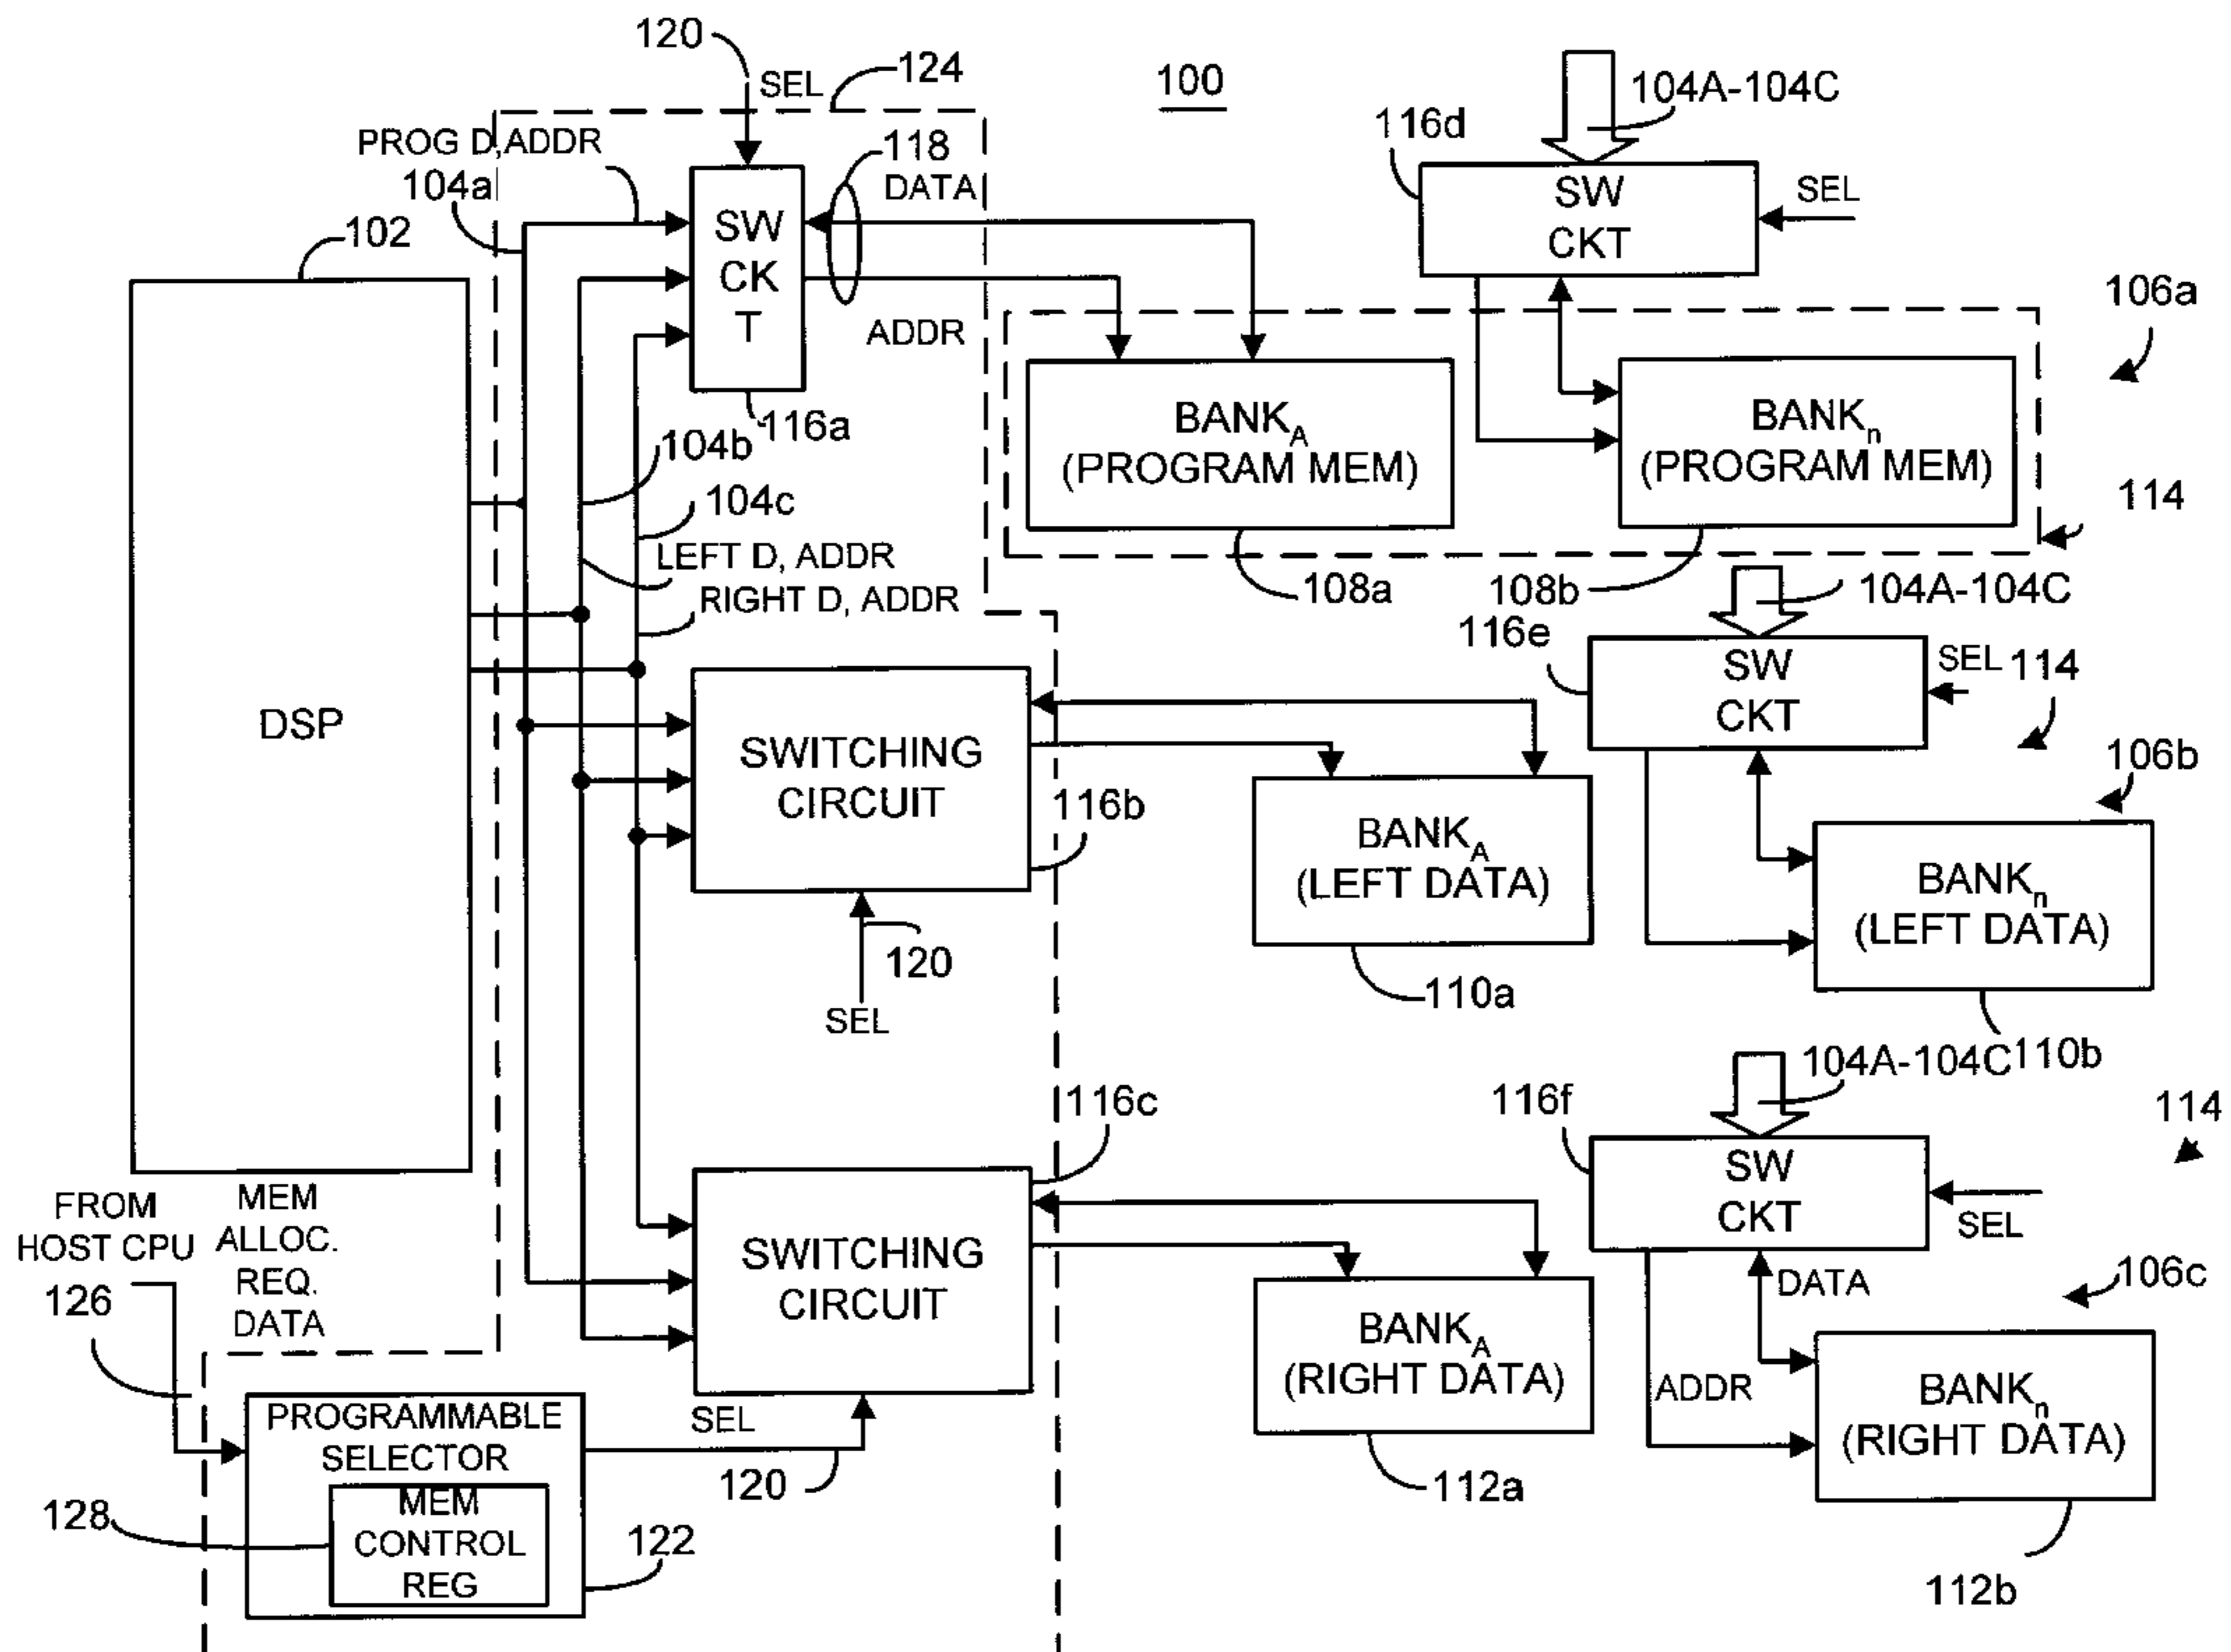 120
SEL
124
100
104A-104C
116d
PROG D,ADDR
104a
118
DATA
SW
CKT
SEL
102
SW
CK
T
106a
ADDR
116a
BANKA
(PROGRAM MEM)
BANKn
(PROGRAM MEM)
104b
104c
114
LEFT D, ADDR
RIGHT D, ADDR
108a
108b
104A-104C
116e
SW
CKT
SEL
114
DSP
SWITCHING
CIRCUIT
106b
116b
BANKA
(LEFT DATA)
BANKn
(LEFT DATA)
120
SEL
110a
110b
104A-104C
116c
116f
114
SW
CKT
SEL
FROM
HOST CPU
MEM
ALLOC.
REQ.
DATA
126
SWITCHING
CIRCUIT
DATA
106c
BANKA
(RIGHT DATA)
ADDR
BANKn
(RIGHT DATA)
PROGRAMMABLE
SELECTOR
SEL
120
112a
128
MEM
CONTROL
REG
122
112b